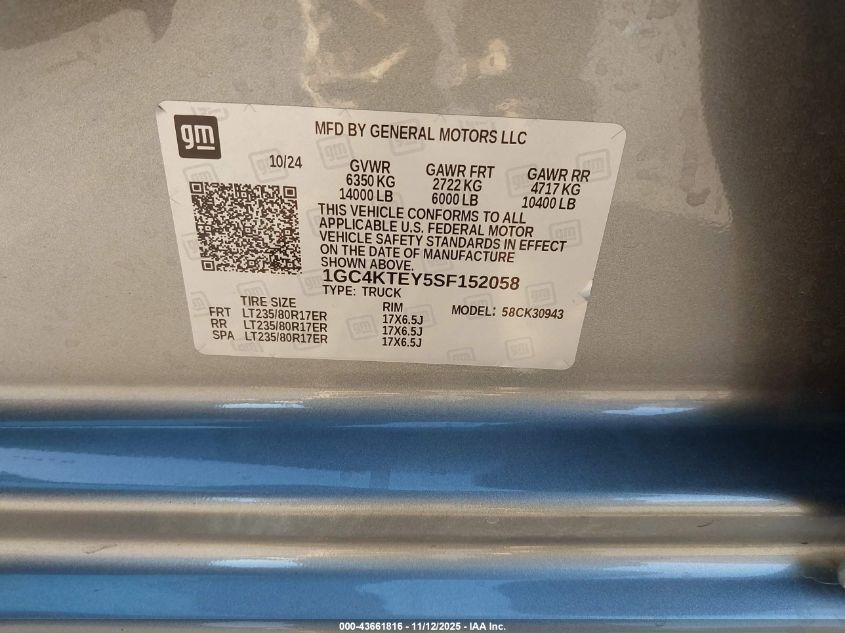 gm
MFD BY GENERAL MOTORS LLC
10/24 GVWR GAWR FRT GAWR RR
6350 KG 2722 KG 4717 KG
14000 LB 6000 LB 10400 LB
THIS VEHICLE CONFORMS TO ALL
APPLICABLE U.S. FEDERAL MOTOR
VEHICLE SAFETY STANDARDS IN EFFECT
ON THE DATE OF MANUFACTURE
SHOWN ABOVE.
1GC4KTEY5SF152058
TYPE: TRUCK
TIRE SIZE RIM MODEL: 58CK30943
FRT LT235/80R17ER 17X6.5J
RR LT235/80R17ER 17X6.5J
SPA LT235/80R17ER 17X6.5J
000-43661816 - 11/12/2025 - IAA Inc.